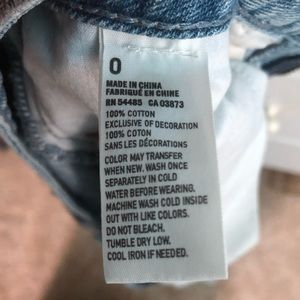 0
MADE IN CHINA
FABRIQUÉ EN CHINE
RN 54485 CA 03873
100% COTTON
EXCLUSIVE OF DECORATION
100% COTON
SANS LES DÉCORATIONS
COLOR MAY TRANSFER
WHEN NEW. WASH ONCE
SEPARATELY IN COLD
WATER BEFORE WEARING.
MACHINE WASH COLD INSIDE
OUT WITH LIKE COLORS.
DO NOT BLEACH.
TUMBLE DRY LOW.
COOL IRON IF NEEDED.